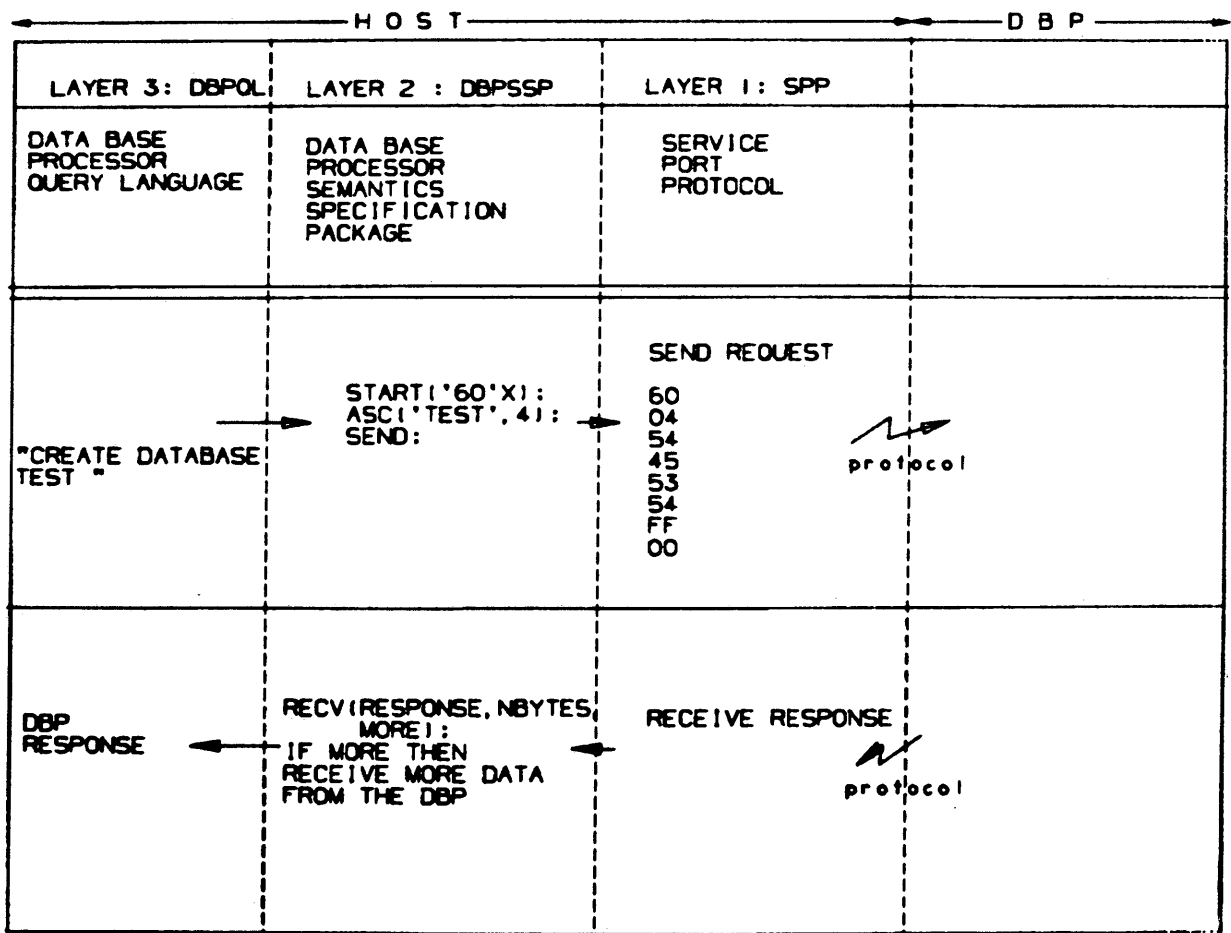 H O S T
D B P
LAYER 3: DBPQL
LAYER 2 : DBPSSP
LAYER 1: SPP
DATA BASE
PROCESSOR
QUERY LANGUAGE
DATA BASE
PROCESSOR
SEMANTICS
SPECIFICATION
PACKAGE
SERVICE
PORT
PROTOCOL
"CREATE DATABASE
TEST "
START('60'X);
ASC('TEST',4);
SEND;
SEND REQUEST
60
04
54
45
53
54
FF
00
protocol
DBP
RESPONSE
RECV(RESPONSE,NBYTES,
MORE);
IF MORE THEN
RECEIVE MORE DATA
FROM THE DBP
RECEIVE RESPONSE
protocol